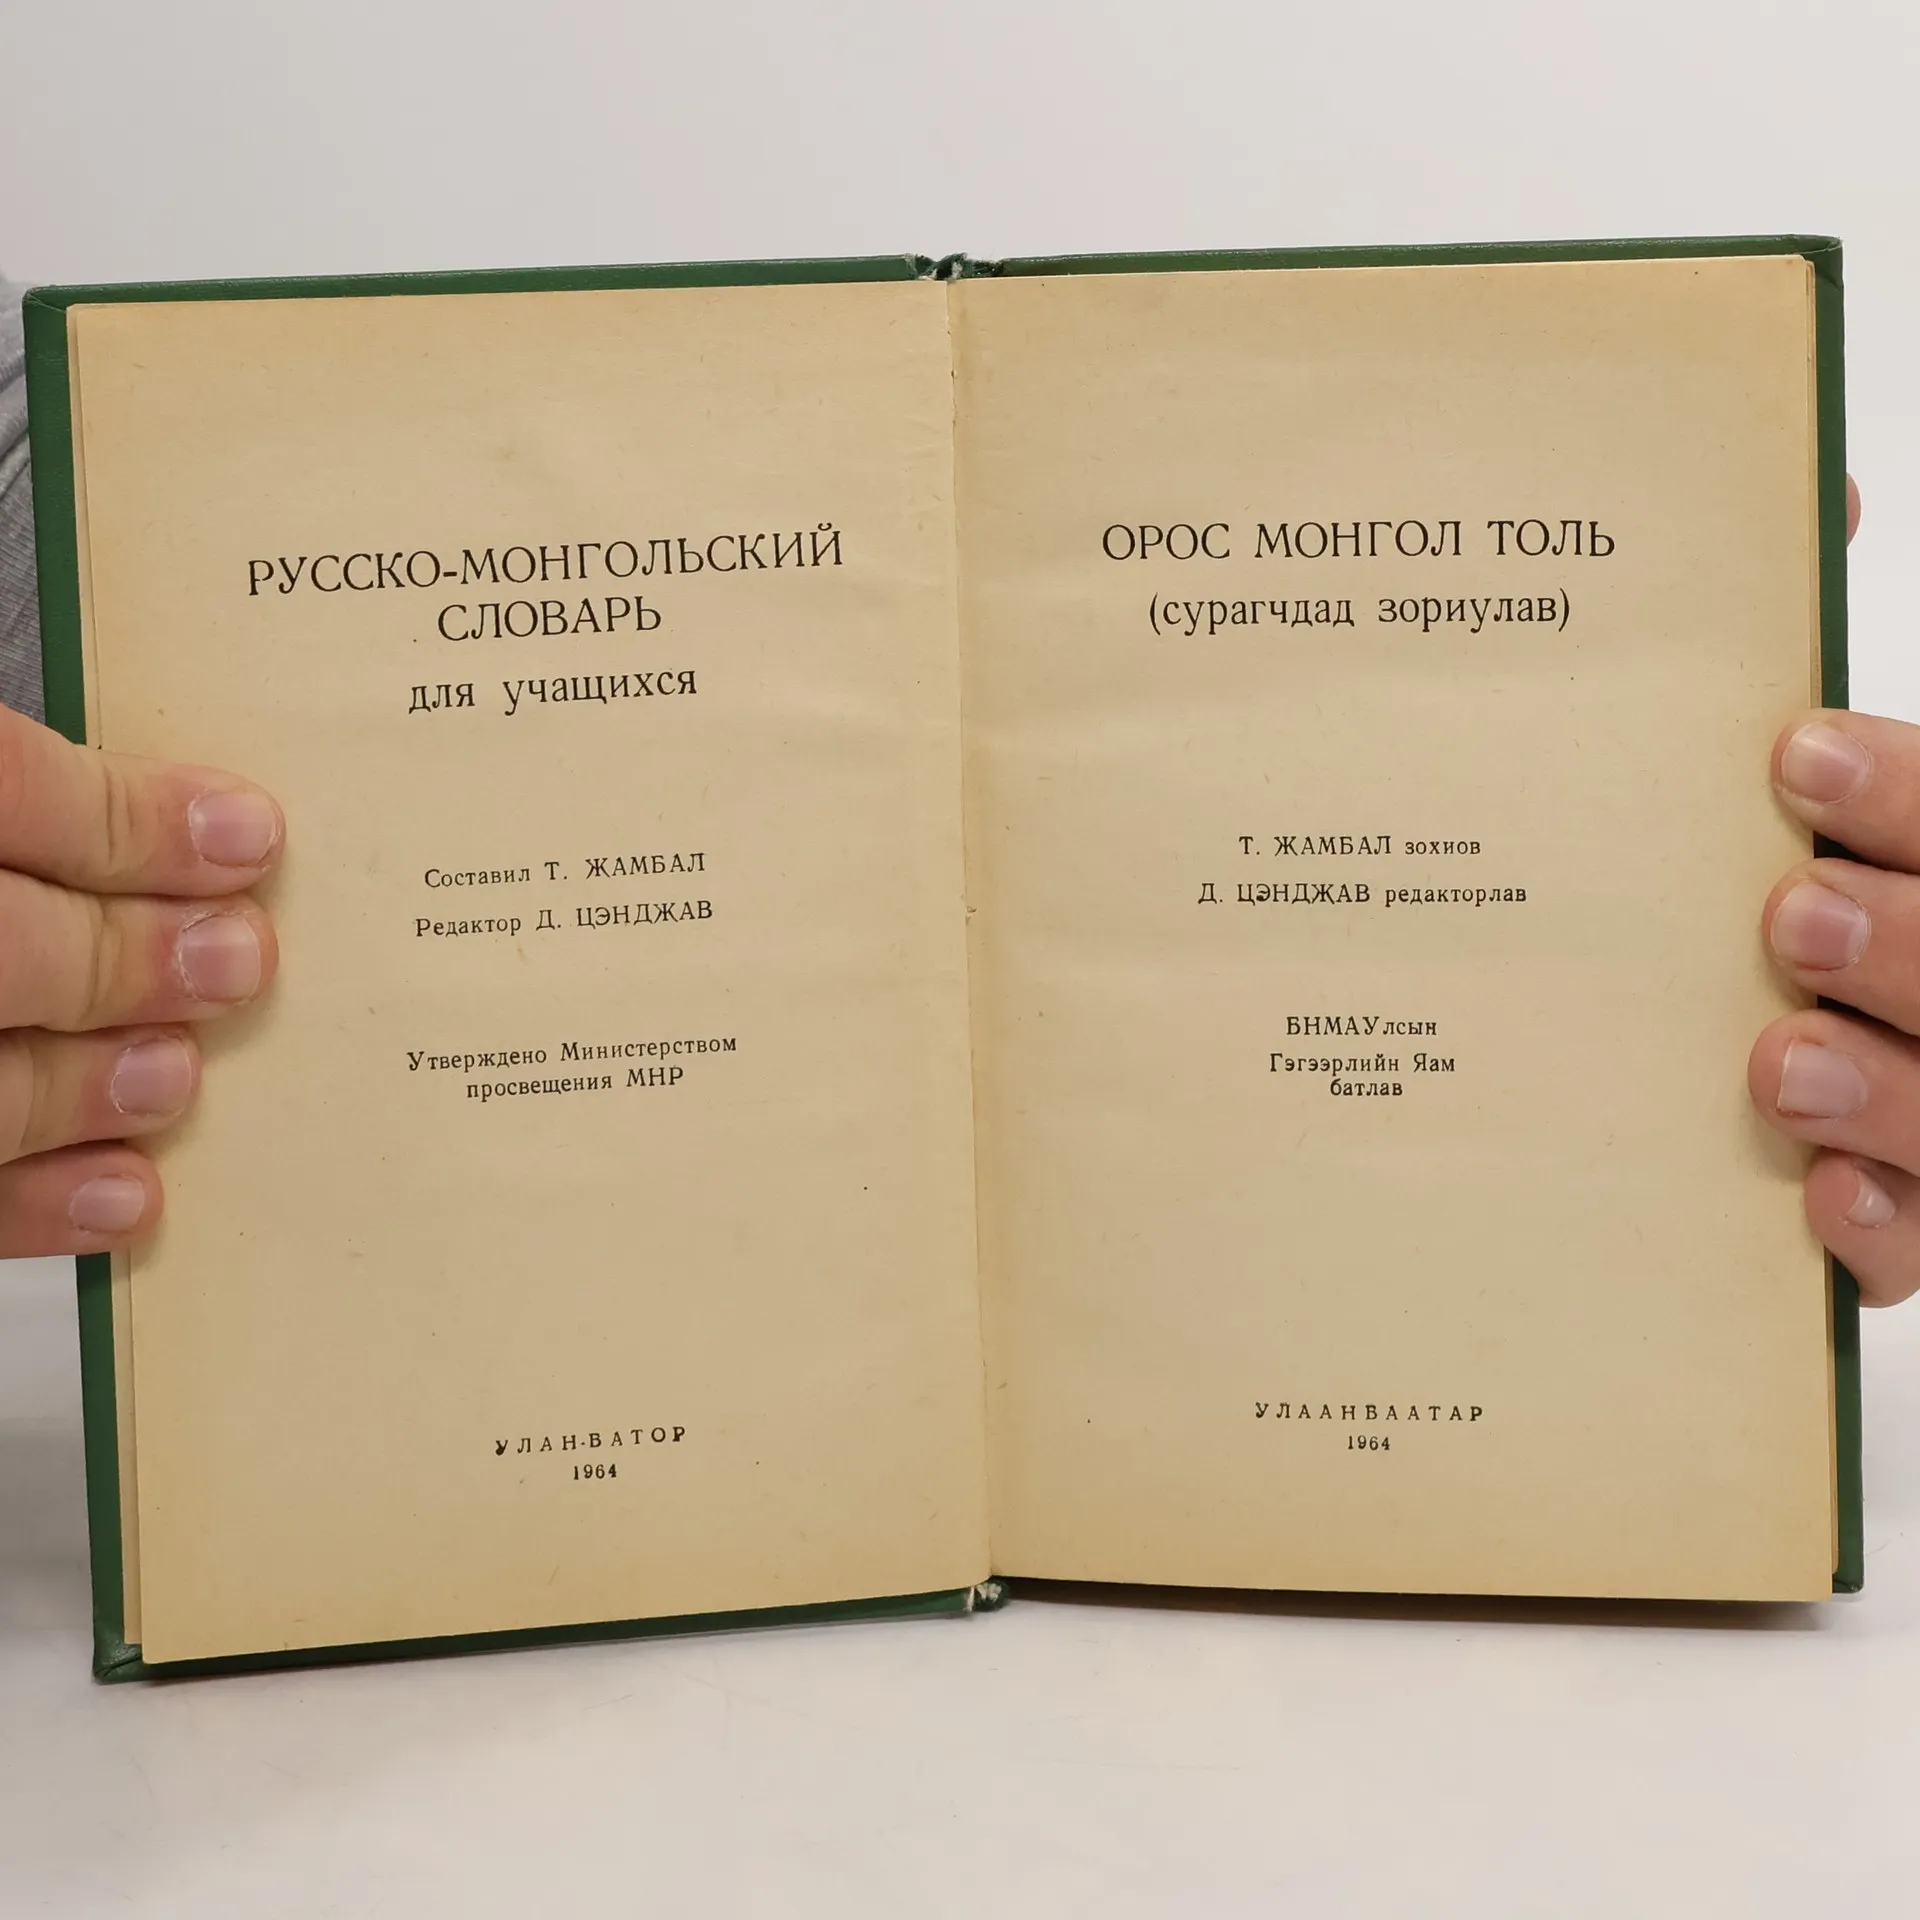 РУССКО-МОНГОЛЬСКИЙ
СЛОВАРЬ
для учащихся
Составил Т. ЖАМБАЛ
Редактор Д. ЦЭНДЖАВ
Утверждено Министерством
просвещения МНР
УЛАН-БАТОР
1964
ОРОС МОНГОЛ ТОЛЬ
(сурагчдад зориулав)
Т. ЖАМБАЛ зохиов
Д. ЦЭНДЖАВ редакторлав
БНМАУлсын
Гэгээрлийн Яам
батлав
УЛААНБААТАР
1964